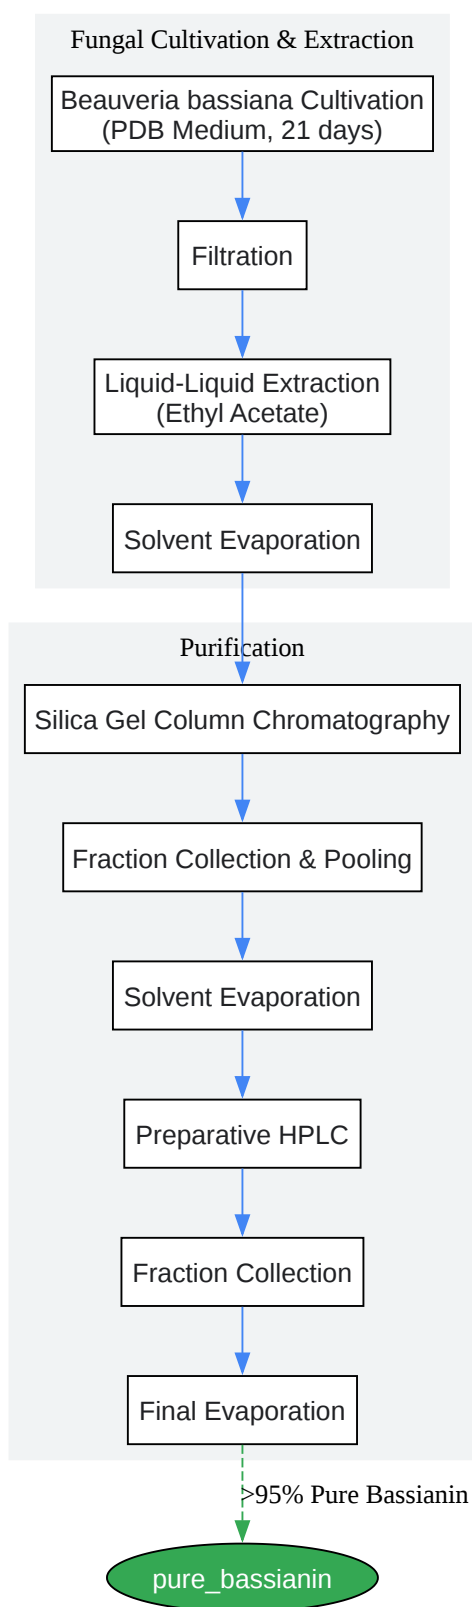 Fungal Cultivation & Extraction
Beauveria bassiana Cultivation
(PDB Medium, 21 days)
Filtration
Liquid-Liquid Extraction
(Ethyl Acetate)
Solvent Evaporation
Purification
Silica Gel Column Chromatography
Fraction Collection & Pooling
Solvent Evaporation
Preparative HPLC
Fraction Collection
Final Evaporation
>95% Pure Bassianin
pure_bassianin